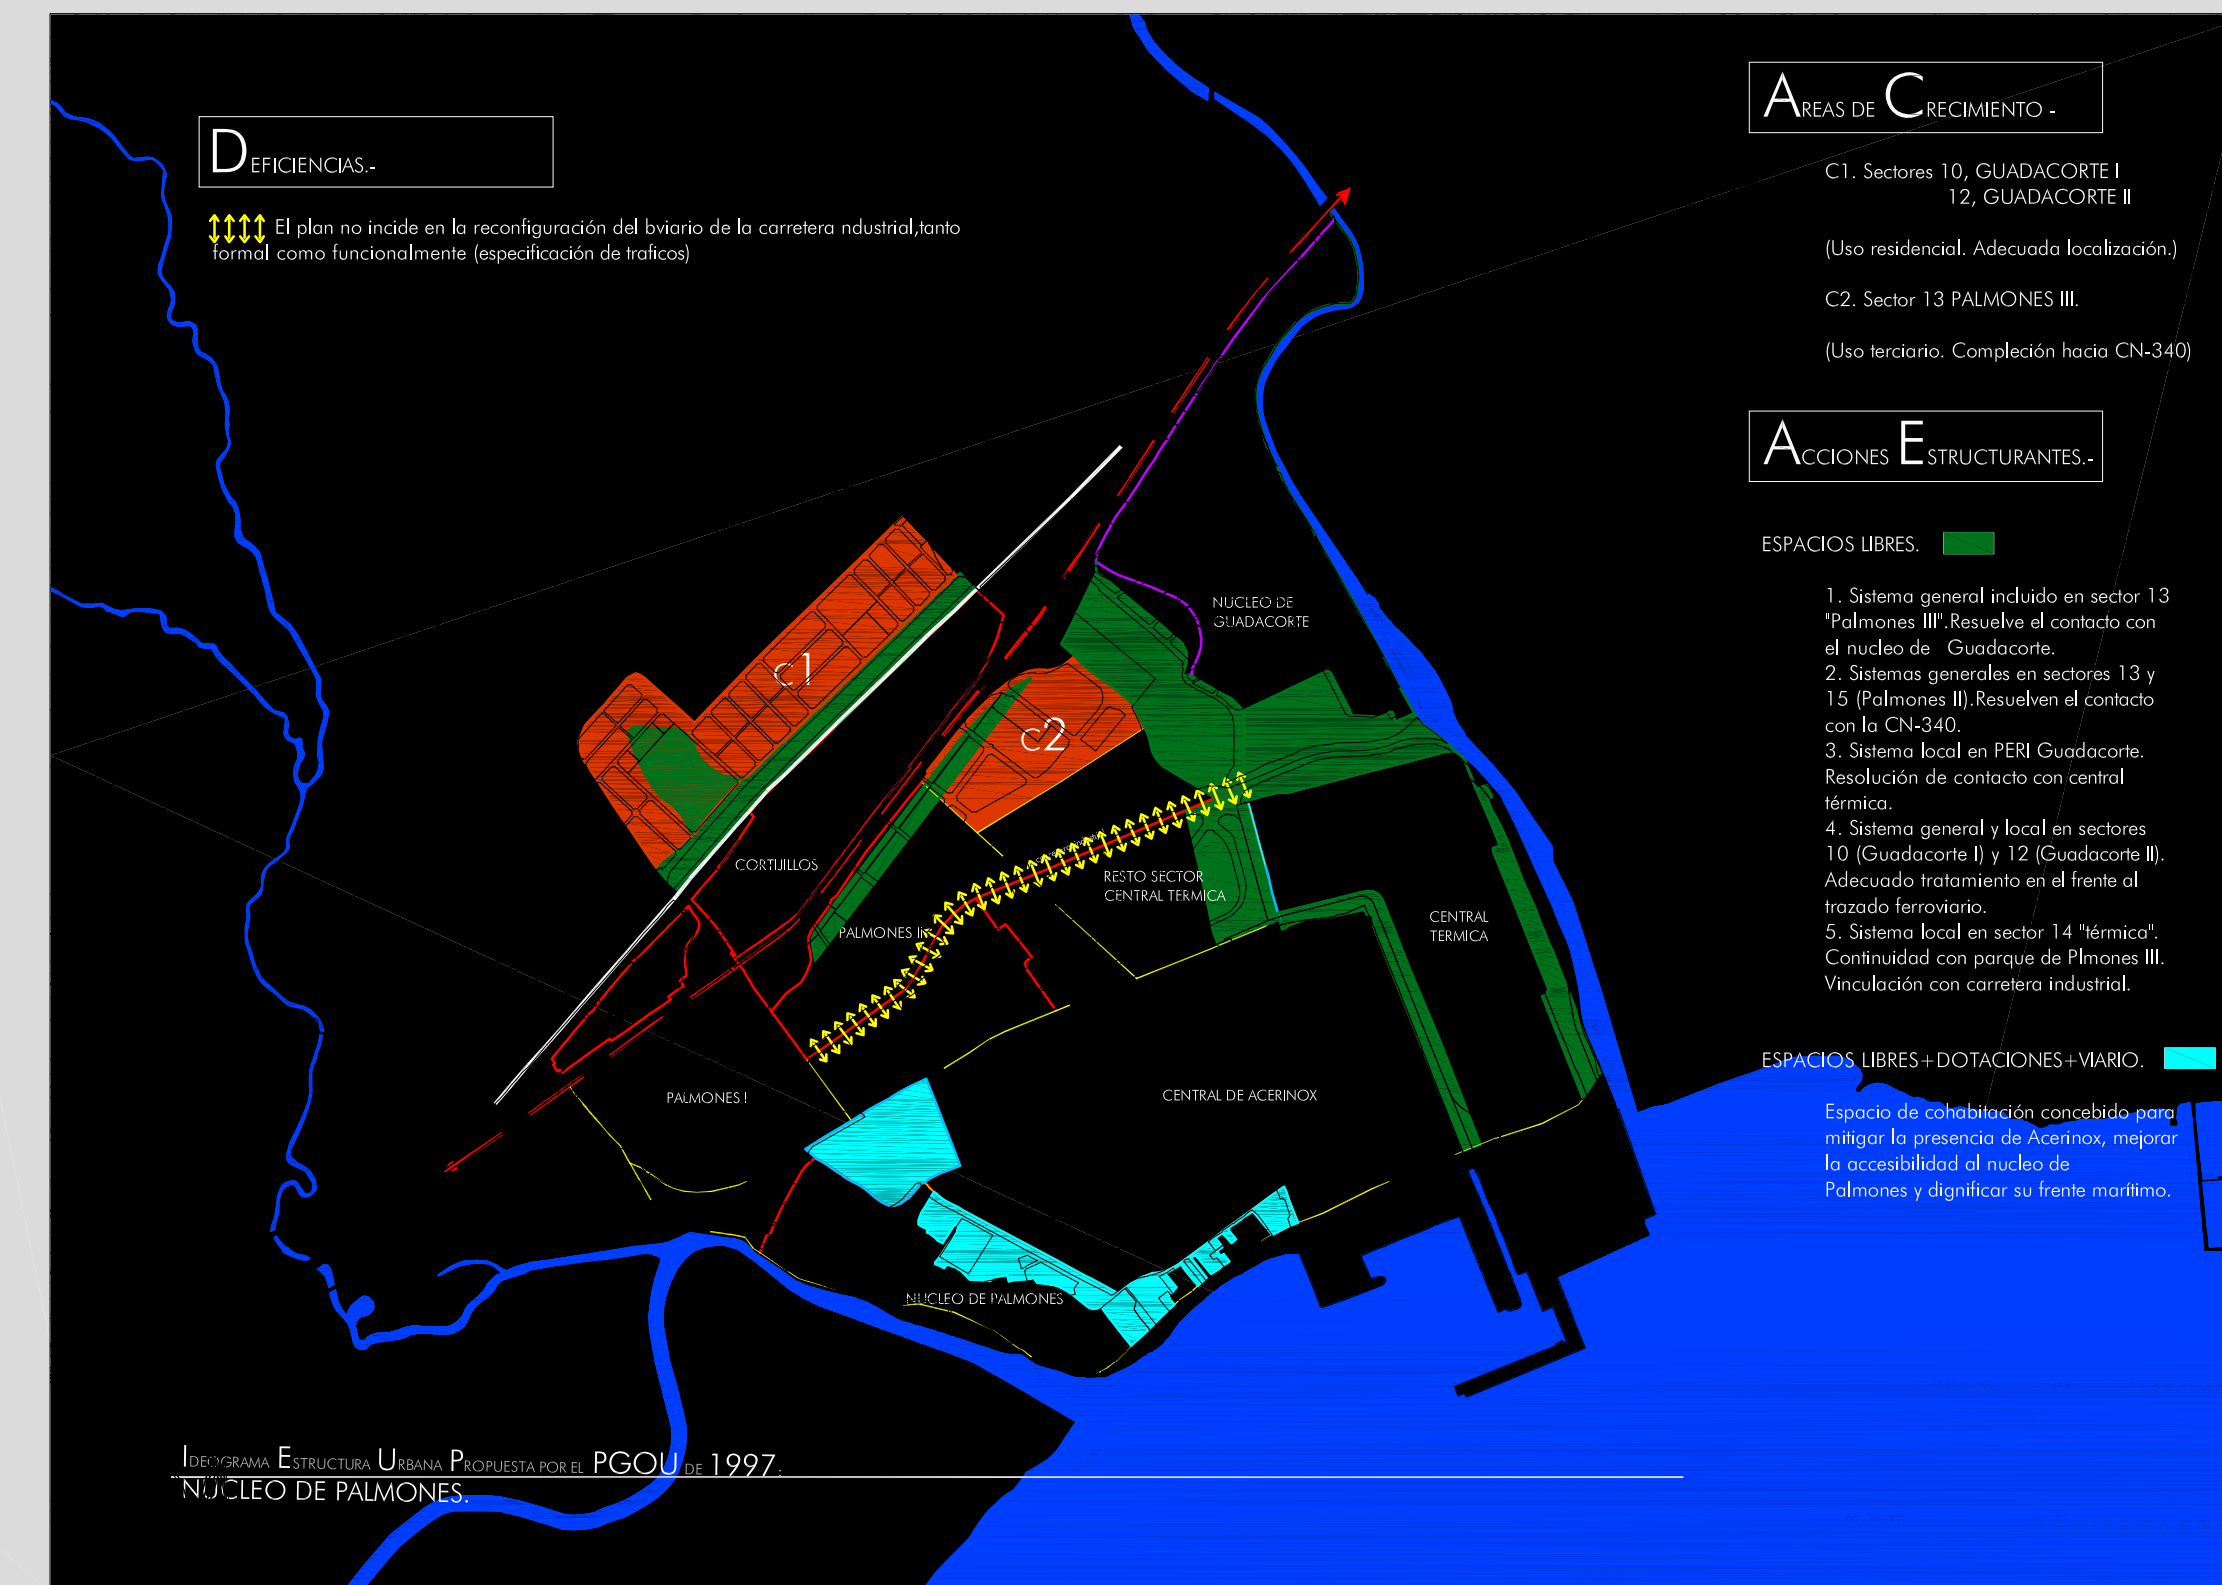 DEFICIENCIAS.-
El plan no incide en la reconfiguración del bviario de la carretera ndustrial,tanto
formal como funcionalmente (especificación de traficos)
AREAS DE CRECIMIENTO -
C1. Sectores 10, GUADACORTE I
12, GUADACORTE II
(Uso residencial. Adecuada localización.)
C2. Sector 13 PALMONES III.
(Uso terciario. Compleción hacia CN-340)
ACCIONES ESTRUCTURANTES.-
ESPACIOS LIBRES.
1. Sistema general incluido en sector 13
"Palmones III".Resuelve el contacto con
el nucleo de Guadacorte.
2. Sistemas generales en sectores 13 y
15 (Palmones II).Resuelven el contacto
con la CN-340.
3. Sistema local en PERI Guadacorte.
Resolución de contacto con central
térmica.
4. Sistema general y local en sectores
10 (Guadacorte I) y 12 (Guadacorte II).
Adecuado tratamiento en el frente al
trazado ferroviario.
5. Sistema local en sector 14 "térmica".
Continuidad con parque de Plmones III.
Vinculación con carretera industrial.
ESPACIOS LIBRES+DOTACIONES+VIARIO.
Espacio de cohabitación concebido para
mitigar la presencia de Acerinox, mejorar
la accesibilidad al nucleo de
Palmones y dignificar su frente marítimo.
NUCLEO DE
GUADACORTE
c1
c2
CORTIJILLOS
RESTO SECTOR
CENTRAL TERMICA
PALMONES II
CENTRAL
TERMICA
PALMONES I
CENTRAL DE ACERINOX
NUCLEO DE PALMONES
IDEOGRAMA ESTRUCTURA URBANA PROPUESTA POR EL PGOU DE 1997.
NUCLEO DE PALMONES.